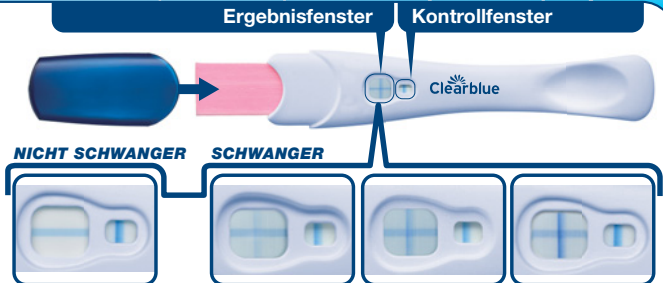 Ergebnisfenster Kontrollfenster
Clearblue
NICHT SCHWANGER SCHWANGER